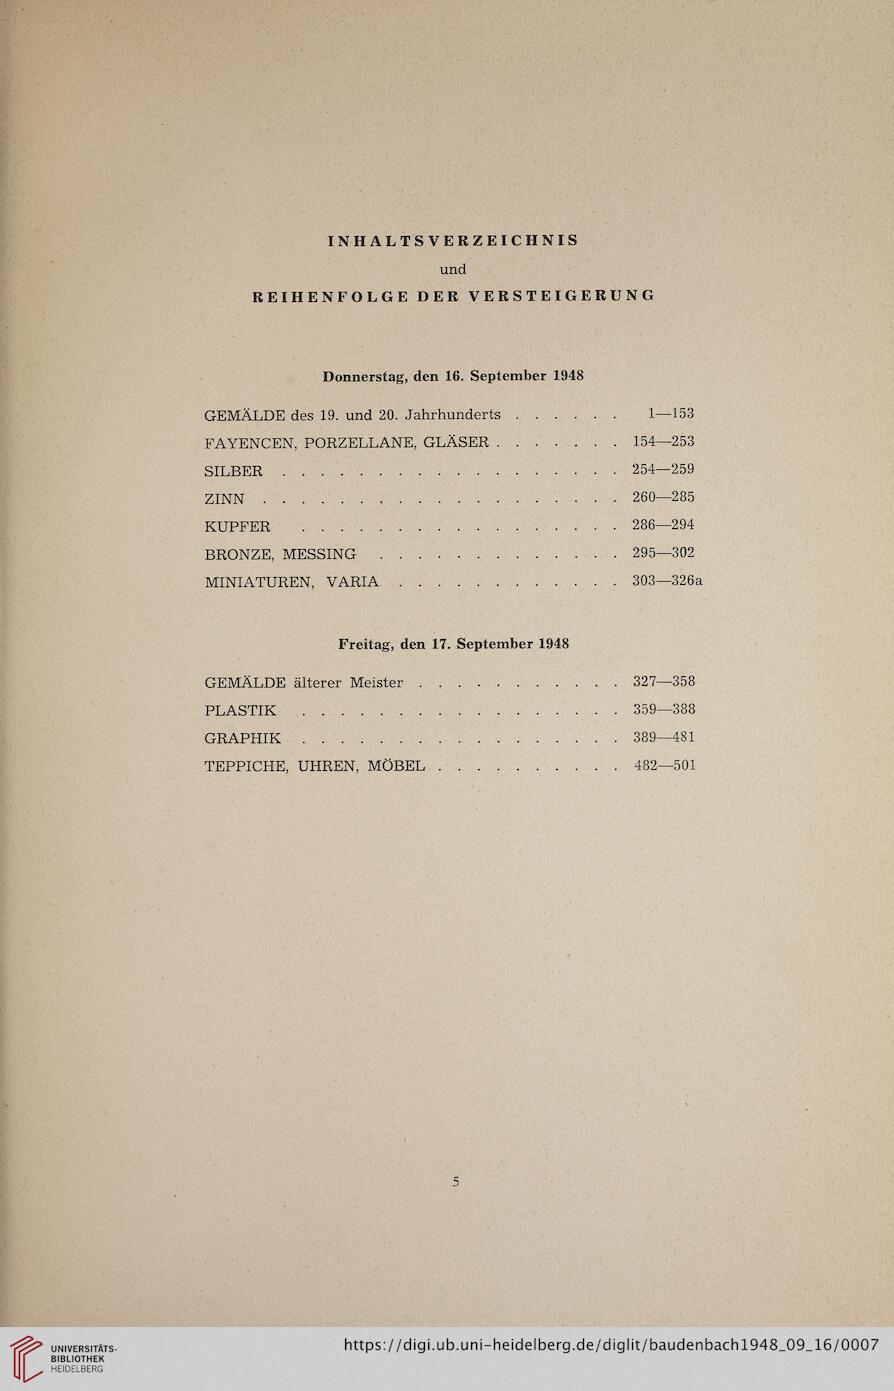 INHALTSVERZEICHNIS
und
REIHENFOLGE DER VERSTEIGERUNG
Donnerstag, den 16. September 1948
GEMÄLDE des 19. und 20. Jahrhunderts . . . . . . 1—153
FAYENCEN, PORZELLANE, GLÄSER . . . . . . . 154—253
SILBER . . . . . . . . . . . . . . . . . . 254—259
ZINN . . . . . . . . . . . . . . . . . . . 260—285
KUPFER . . . . . . . . . . . . . . . . . 286—294
BRONZE, MESSING . . . . . . . . . . . . . 295—302
MINIATUREN, VARIA . . . . . . . . . . . . 303—326a
Freitag, den 17. September 1948
GEMÄLDE älterer Meister . . . . . . . . . . . 327—358
PLASTIK . . . . . . . . . . . . . . . . . 359—388
GRAPHIK . . . . . . . . . . . . . . . . . 389—481
TEPPICHE, UHREN, MÖBEL . . . . . . . . . . 482—501
5
UNIVERSITÄTS-
BIBLIOTHEK
HEIDELBERG
https://digi.ub.uni-heidelberg.de/diglit/baudenbach1948_09_16/0007